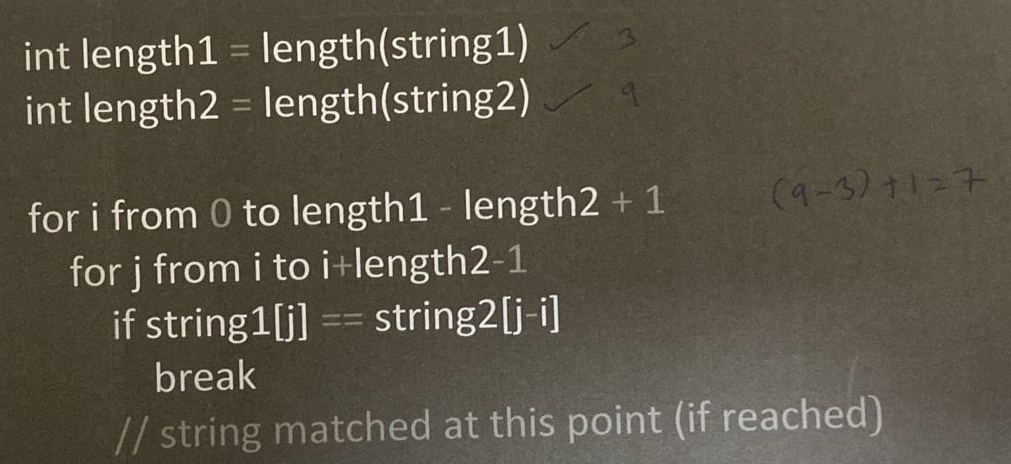 int length1 = length(string1) ✓ 3
int length2 = length(string2) ✓ 9
for i from 0 to length1 - length2 + 1 (9-3)+1=7
for j from i to i+length2-1
if string1[j] == string2[j-i]
break
// string matched at this point (if reached)